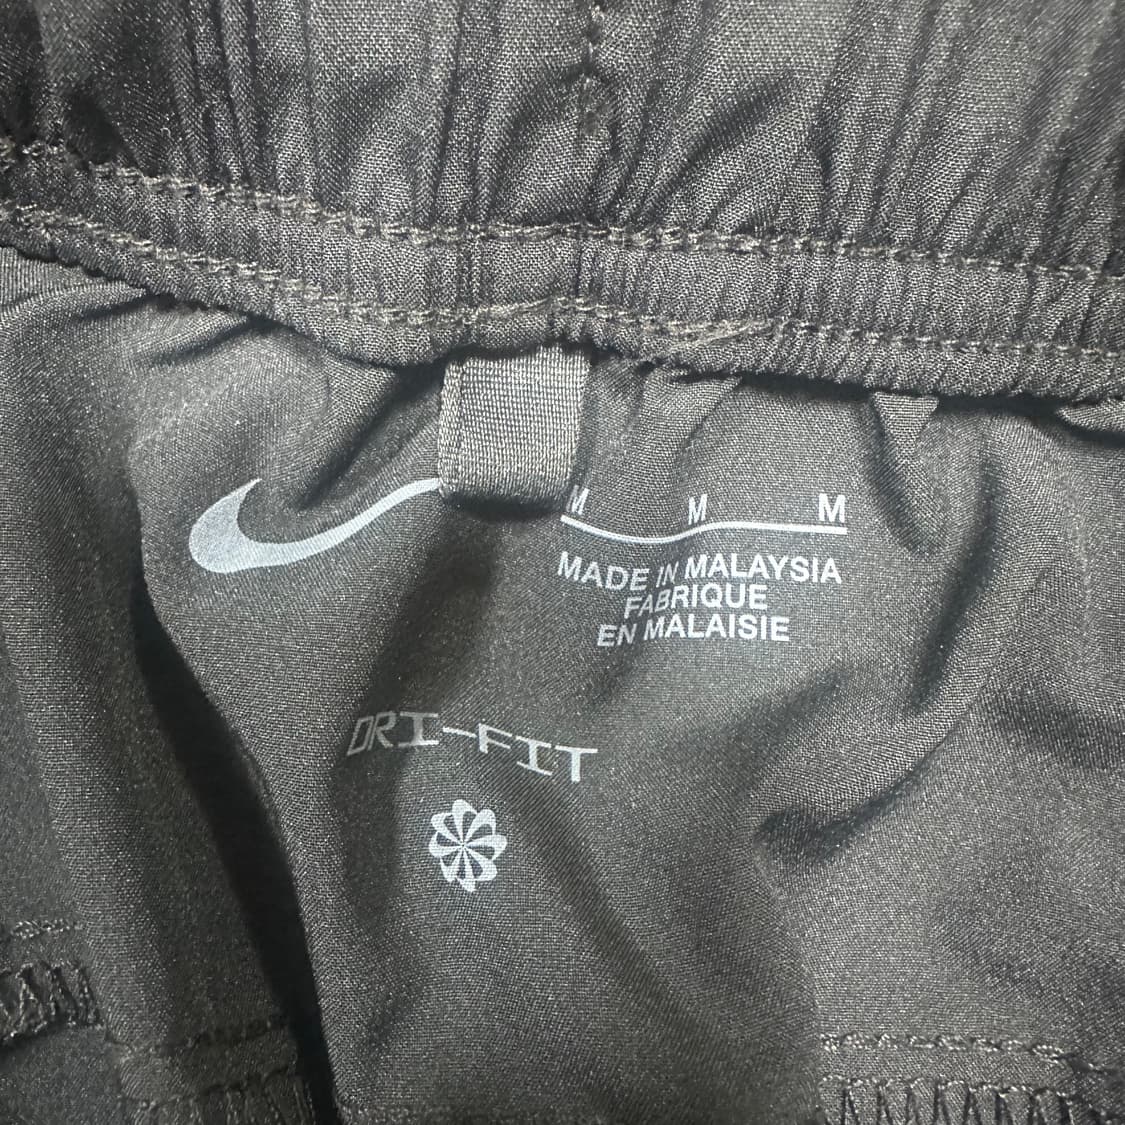 M M M
MADE IN MALAYSIA
FABRIQUE
EN MALAISIE
DRI-FIT